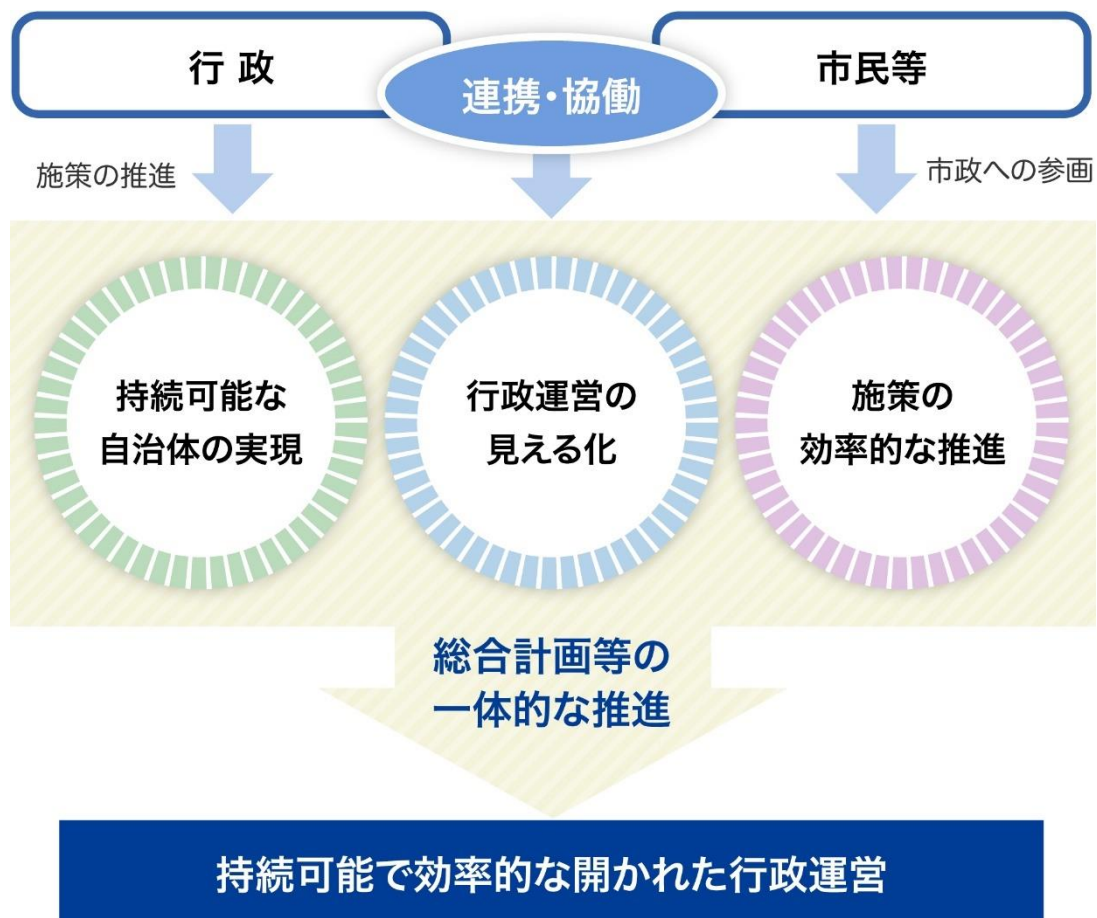 行政
連携・協働
市民等
施策の推進
市政への参画
持続可能な
自治体の実現
行政運営の
見える化
施策の
効率的な推進
総合計画等の
一体的な推進
持続可能で効率的な開かれた行政運営